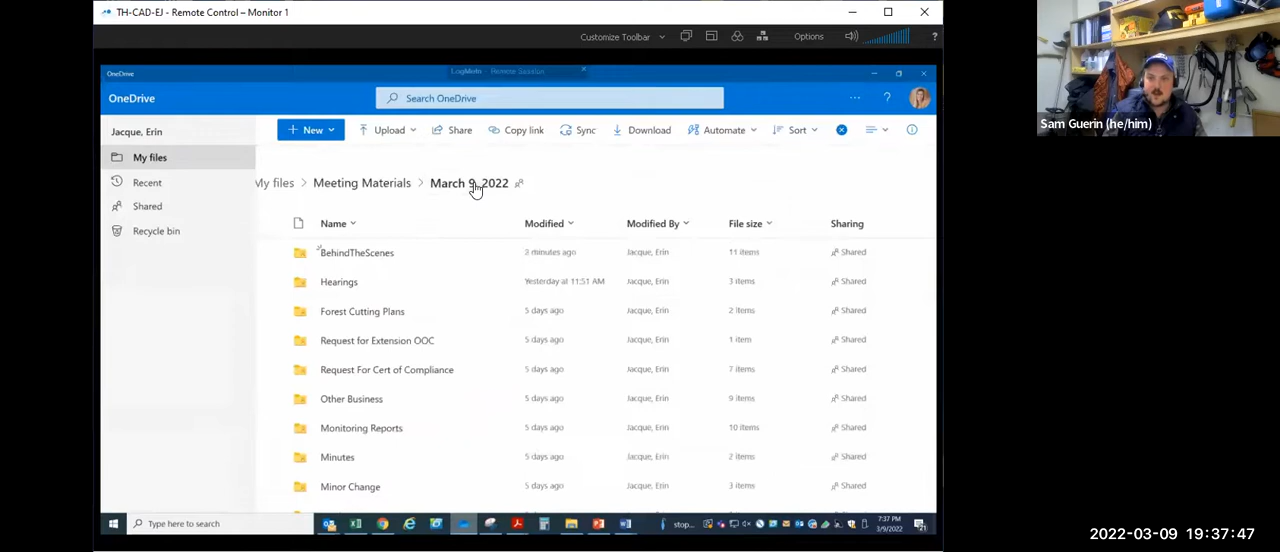 TH-CAD-EJ - Remote Control – Monitor 1
Customize Toolbar Options ?
OneDrive
LogMeIn - Remote Session
OneDrive Search OneDrive ... ?
Jacque, Erin + New Upload Share Copy link Sync Download Automate Sort
My files
Recent
Shared
Recycle bin
My files > Meeting Materials > March 9, 2022
Name Modified Modified By File size Sharing
BehindTheScenes minutes ago Jacque, Erin 11 items Shared
Hearings Yesterday at 11:51 AM Jacque, Erin 3 items Shared
Forest Cutting Plans 5 days ago Jacque, Erin 2 items Shared
Request for Extension OOC 5 days ago Jacque, Erin 1 item Shared
Request For Cert of Compliance 5 days ago Jacque, Erin 7 items Shared
Other Business 5 days ago Jacque, Erin 9 items Shared
Monitoring Reports 5 days ago Jacque, Erin 10 items Shared
Minutes 5 days ago Jacque, Erin 2 items Shared
Minor Change 5 days ago Jacque, Erin 3 items Shared
Type here to search stop... 7:37 PM
3/9/2022
Sam Guerin (he/him)
2022-03-09 19:37:47